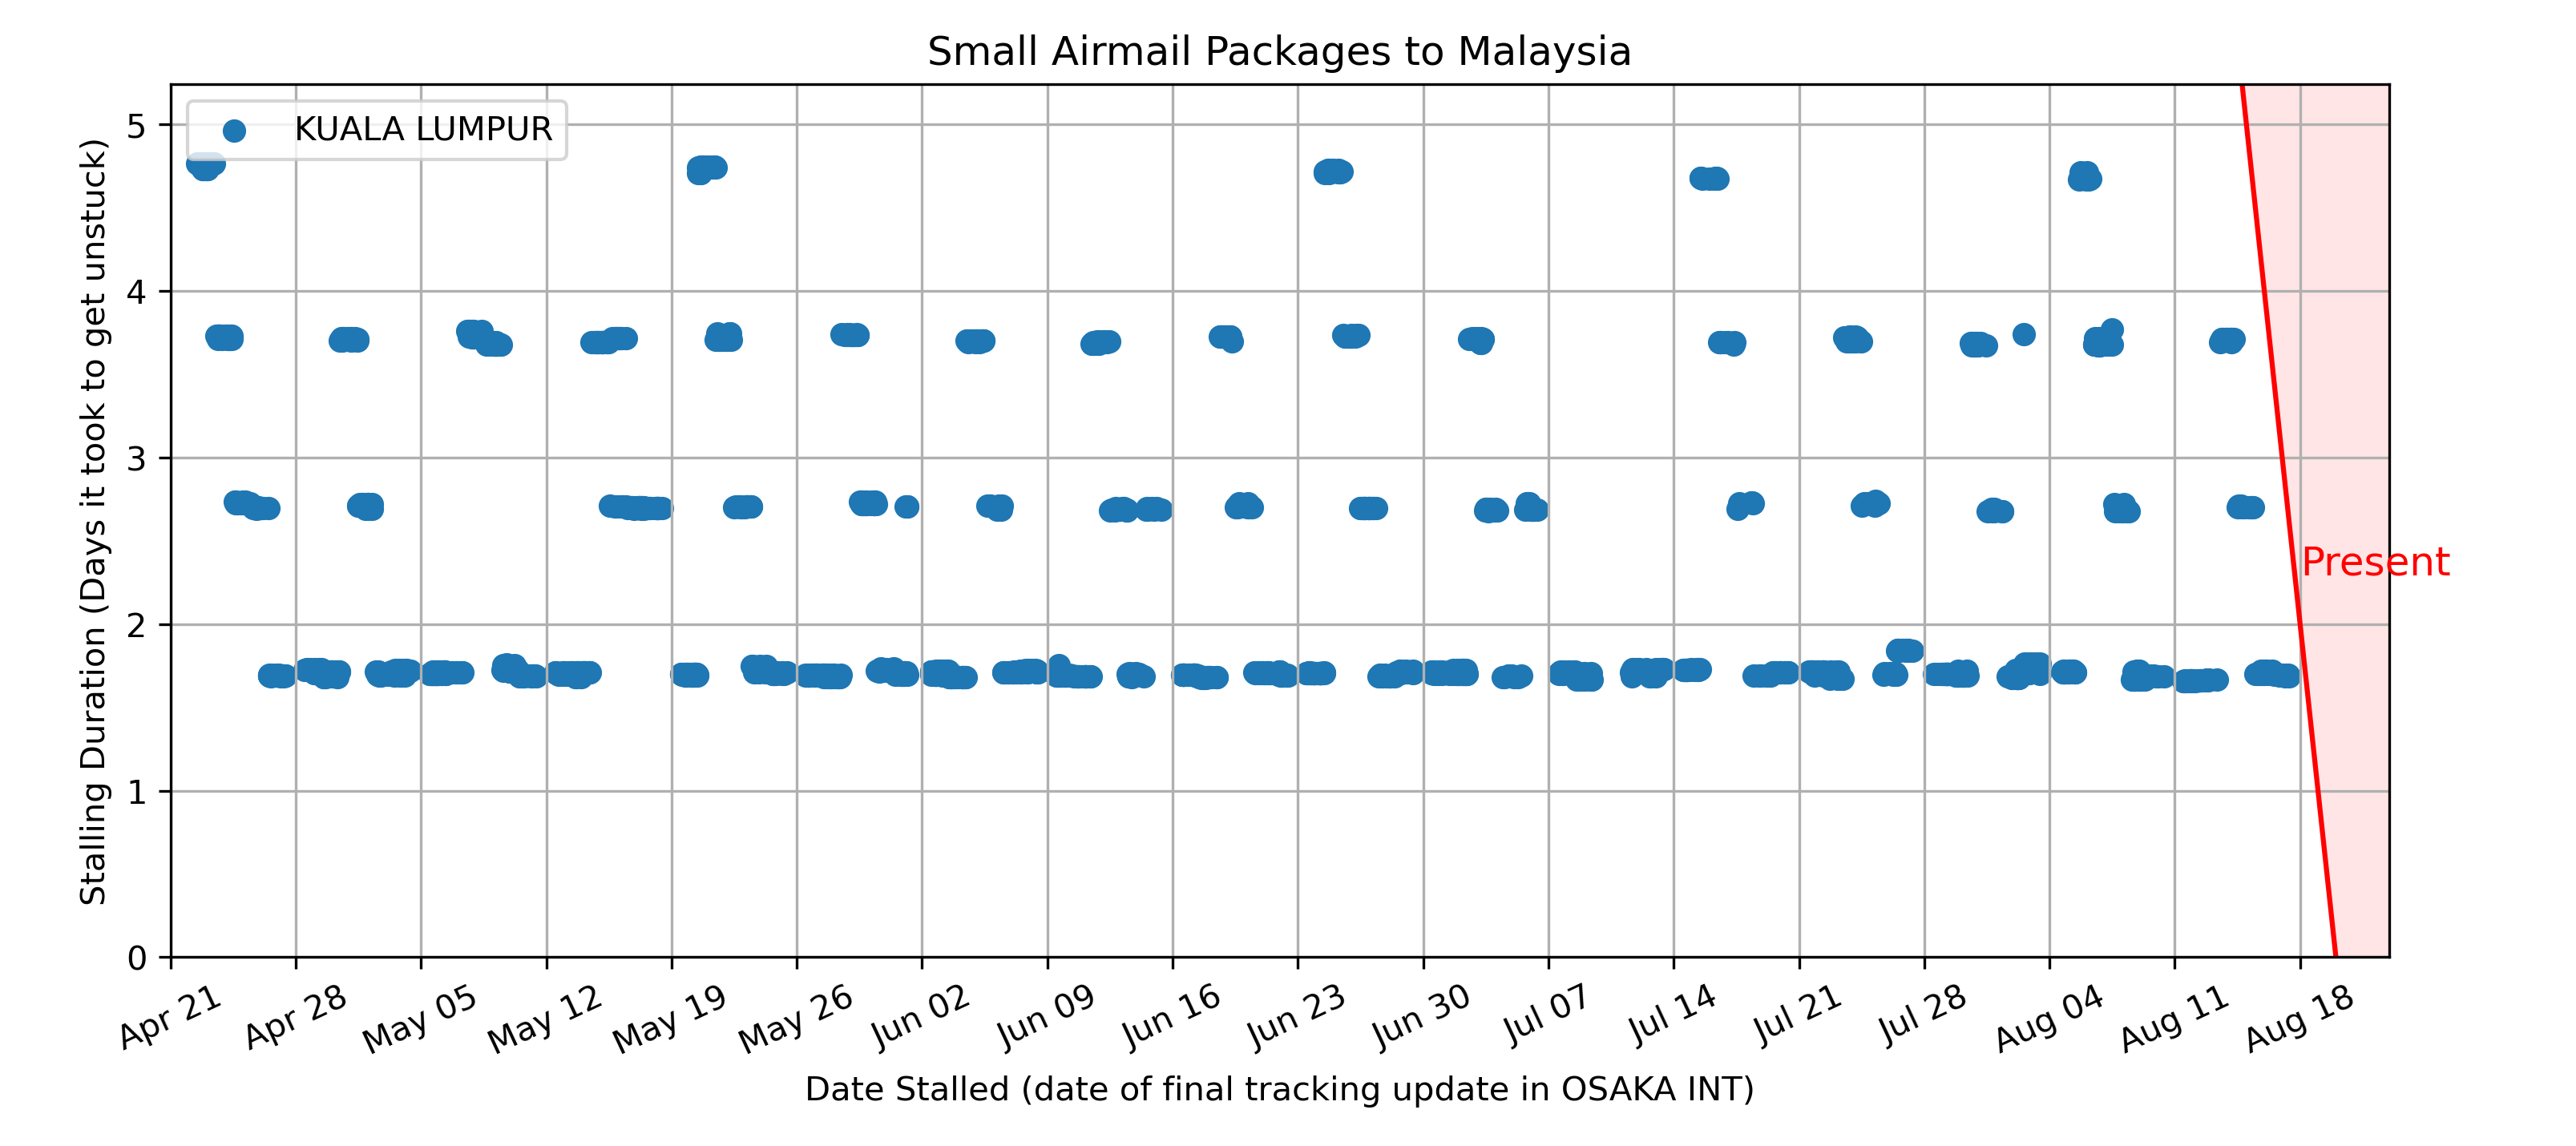 Small Airmail Packages to Malaysia
KUALA LUMPUR
Stalling Duration (Days it took to get unstuck)
5
4
3
2
1
0
Present
Apr 21
Apr 28
May 05
May 12
May 19
May 26
Jun 02
Jun 09
Jun 16
Jun 23
Jun 30
Jul 07
Jul 14
Jul 21
Jul 28
Aug 04
Aug 11
Aug 18
Date Stalled (date of final tracking update in OSAKA INT)